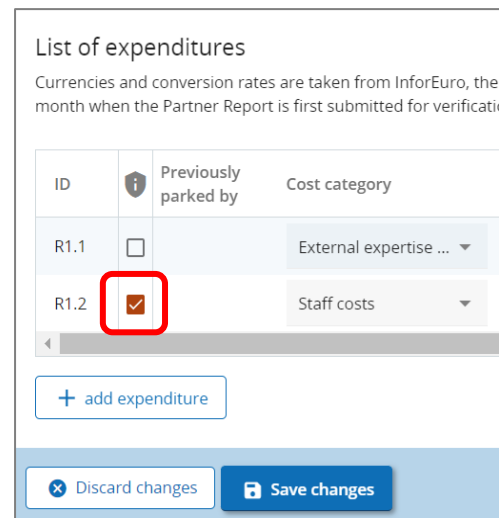 List of expenditures
Currencies and conversion rates are taken from InforEuro, the
month when the Partner Report is first submitted for verificati
ID Previously parked by Cost category
R1.1 External expertise ...
R1.2 Staff costs
+ add expenditure
Discard changes Save changes